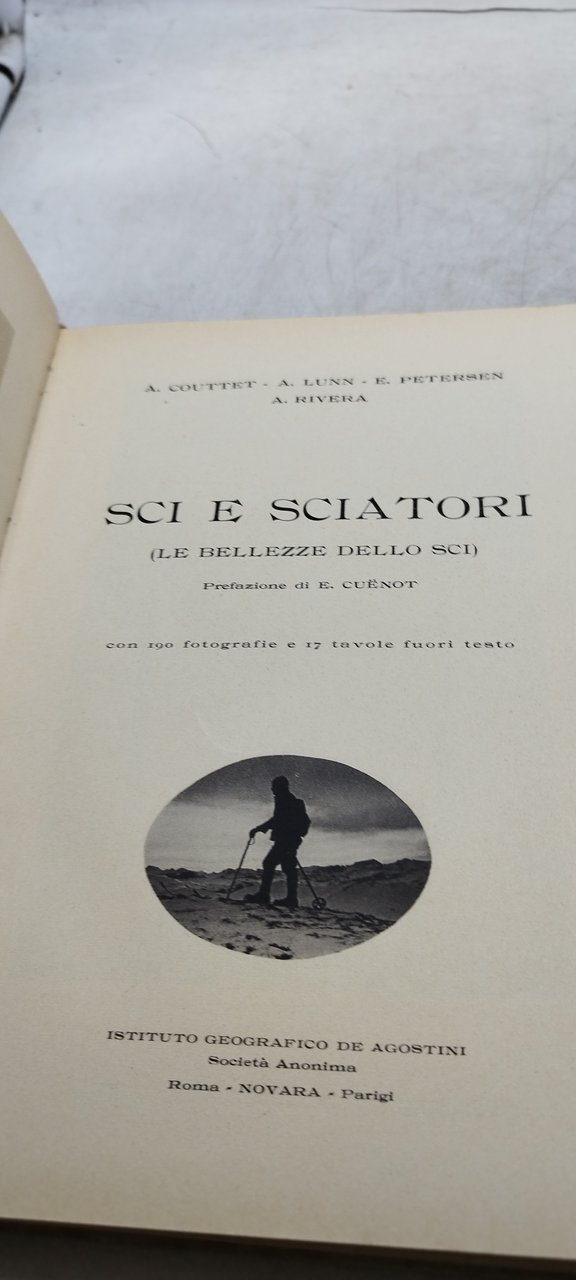 A. COUTTET - A. LUNN - E. PETERSEN
A. RIVERA
SCI E SCIATORI
(LE BELLEZZE DELLO SCI)
Prefazione di E. CUËNOT
con 190 fotografie e 17 tavole fuori testo
ISTITUTO GEOGRAFICO DE AGOSTINI
Società Anonima
Roma - NOVARA - Parigi